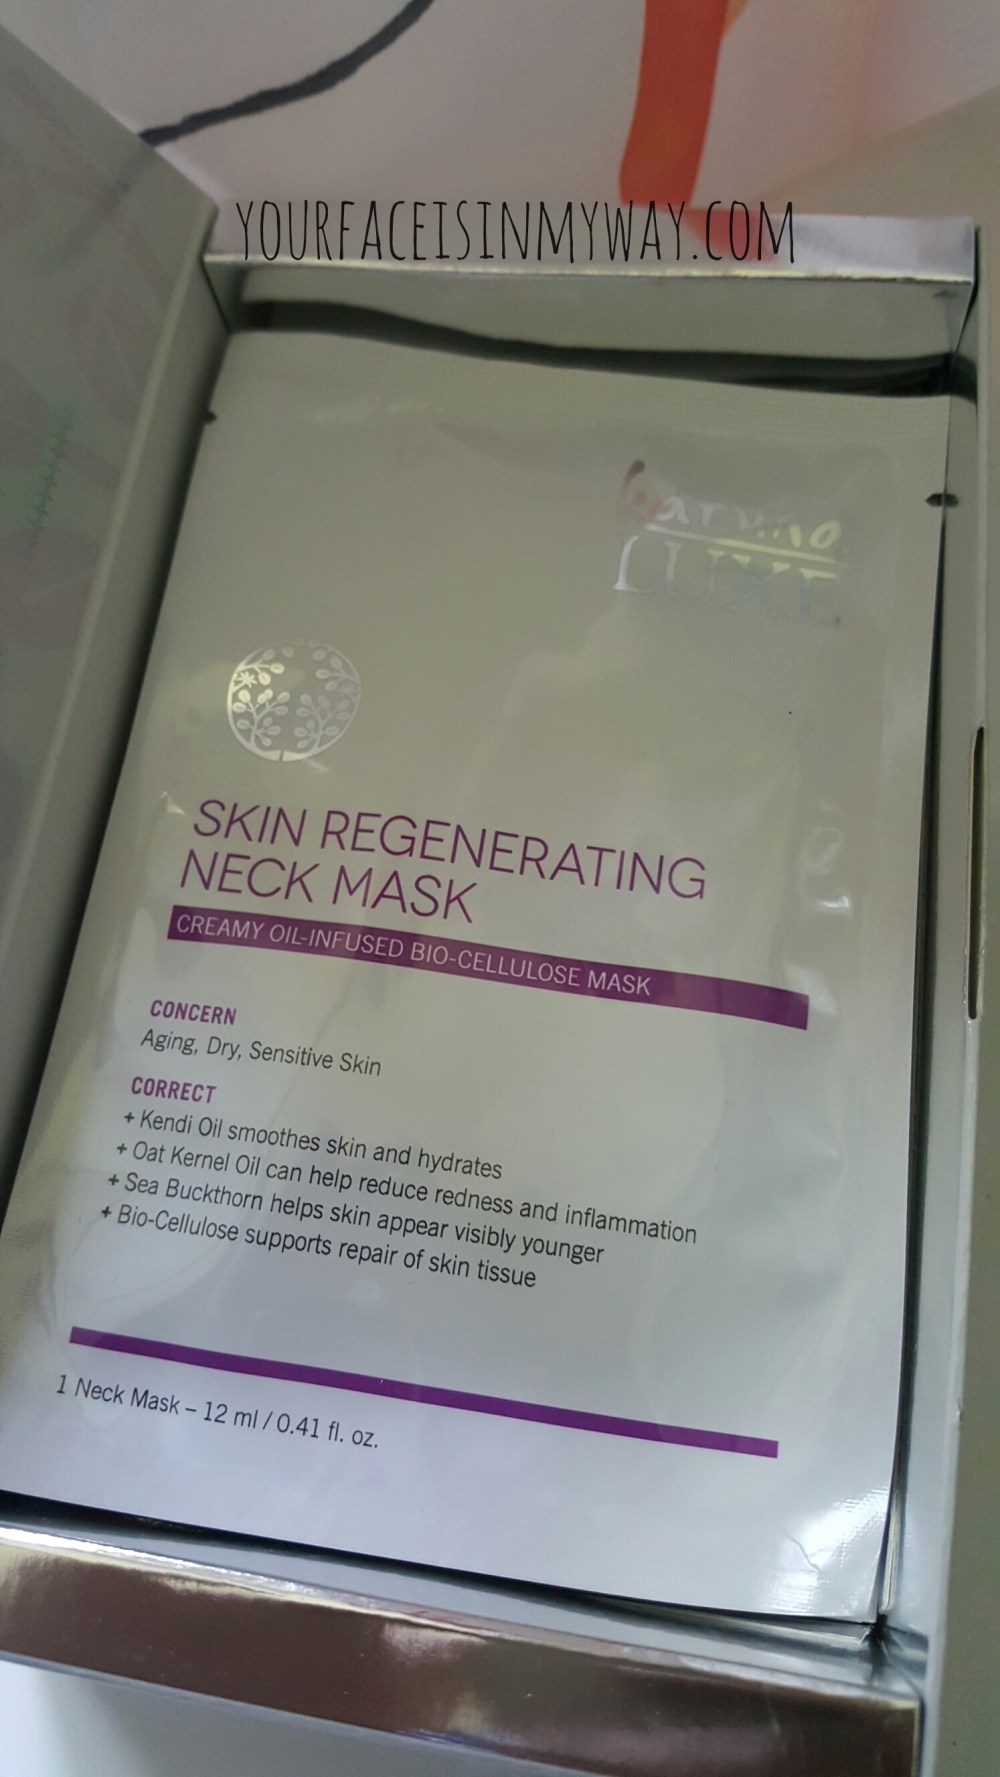 YOURFACEISINMYWAY.COM
karuna
LUXE
SKIN REGENERATING
NECK MASK
CREAMY OIL-INFUSED BIO-CELLULOSE MASK
CONCERN
Aging, Dry, Sensitive Skin
CORRECT
+ Kendi Oil smoothes skin and hydrates
+ Oat Kernel Oil can help reduce redness and inflammation
+ Sea Buckthorn helps skin appear visibly younger
+ Bio-Cellulose supports repair of skin tissue
1 Neck Mask – 12 ml / 0.41 fl. oz.